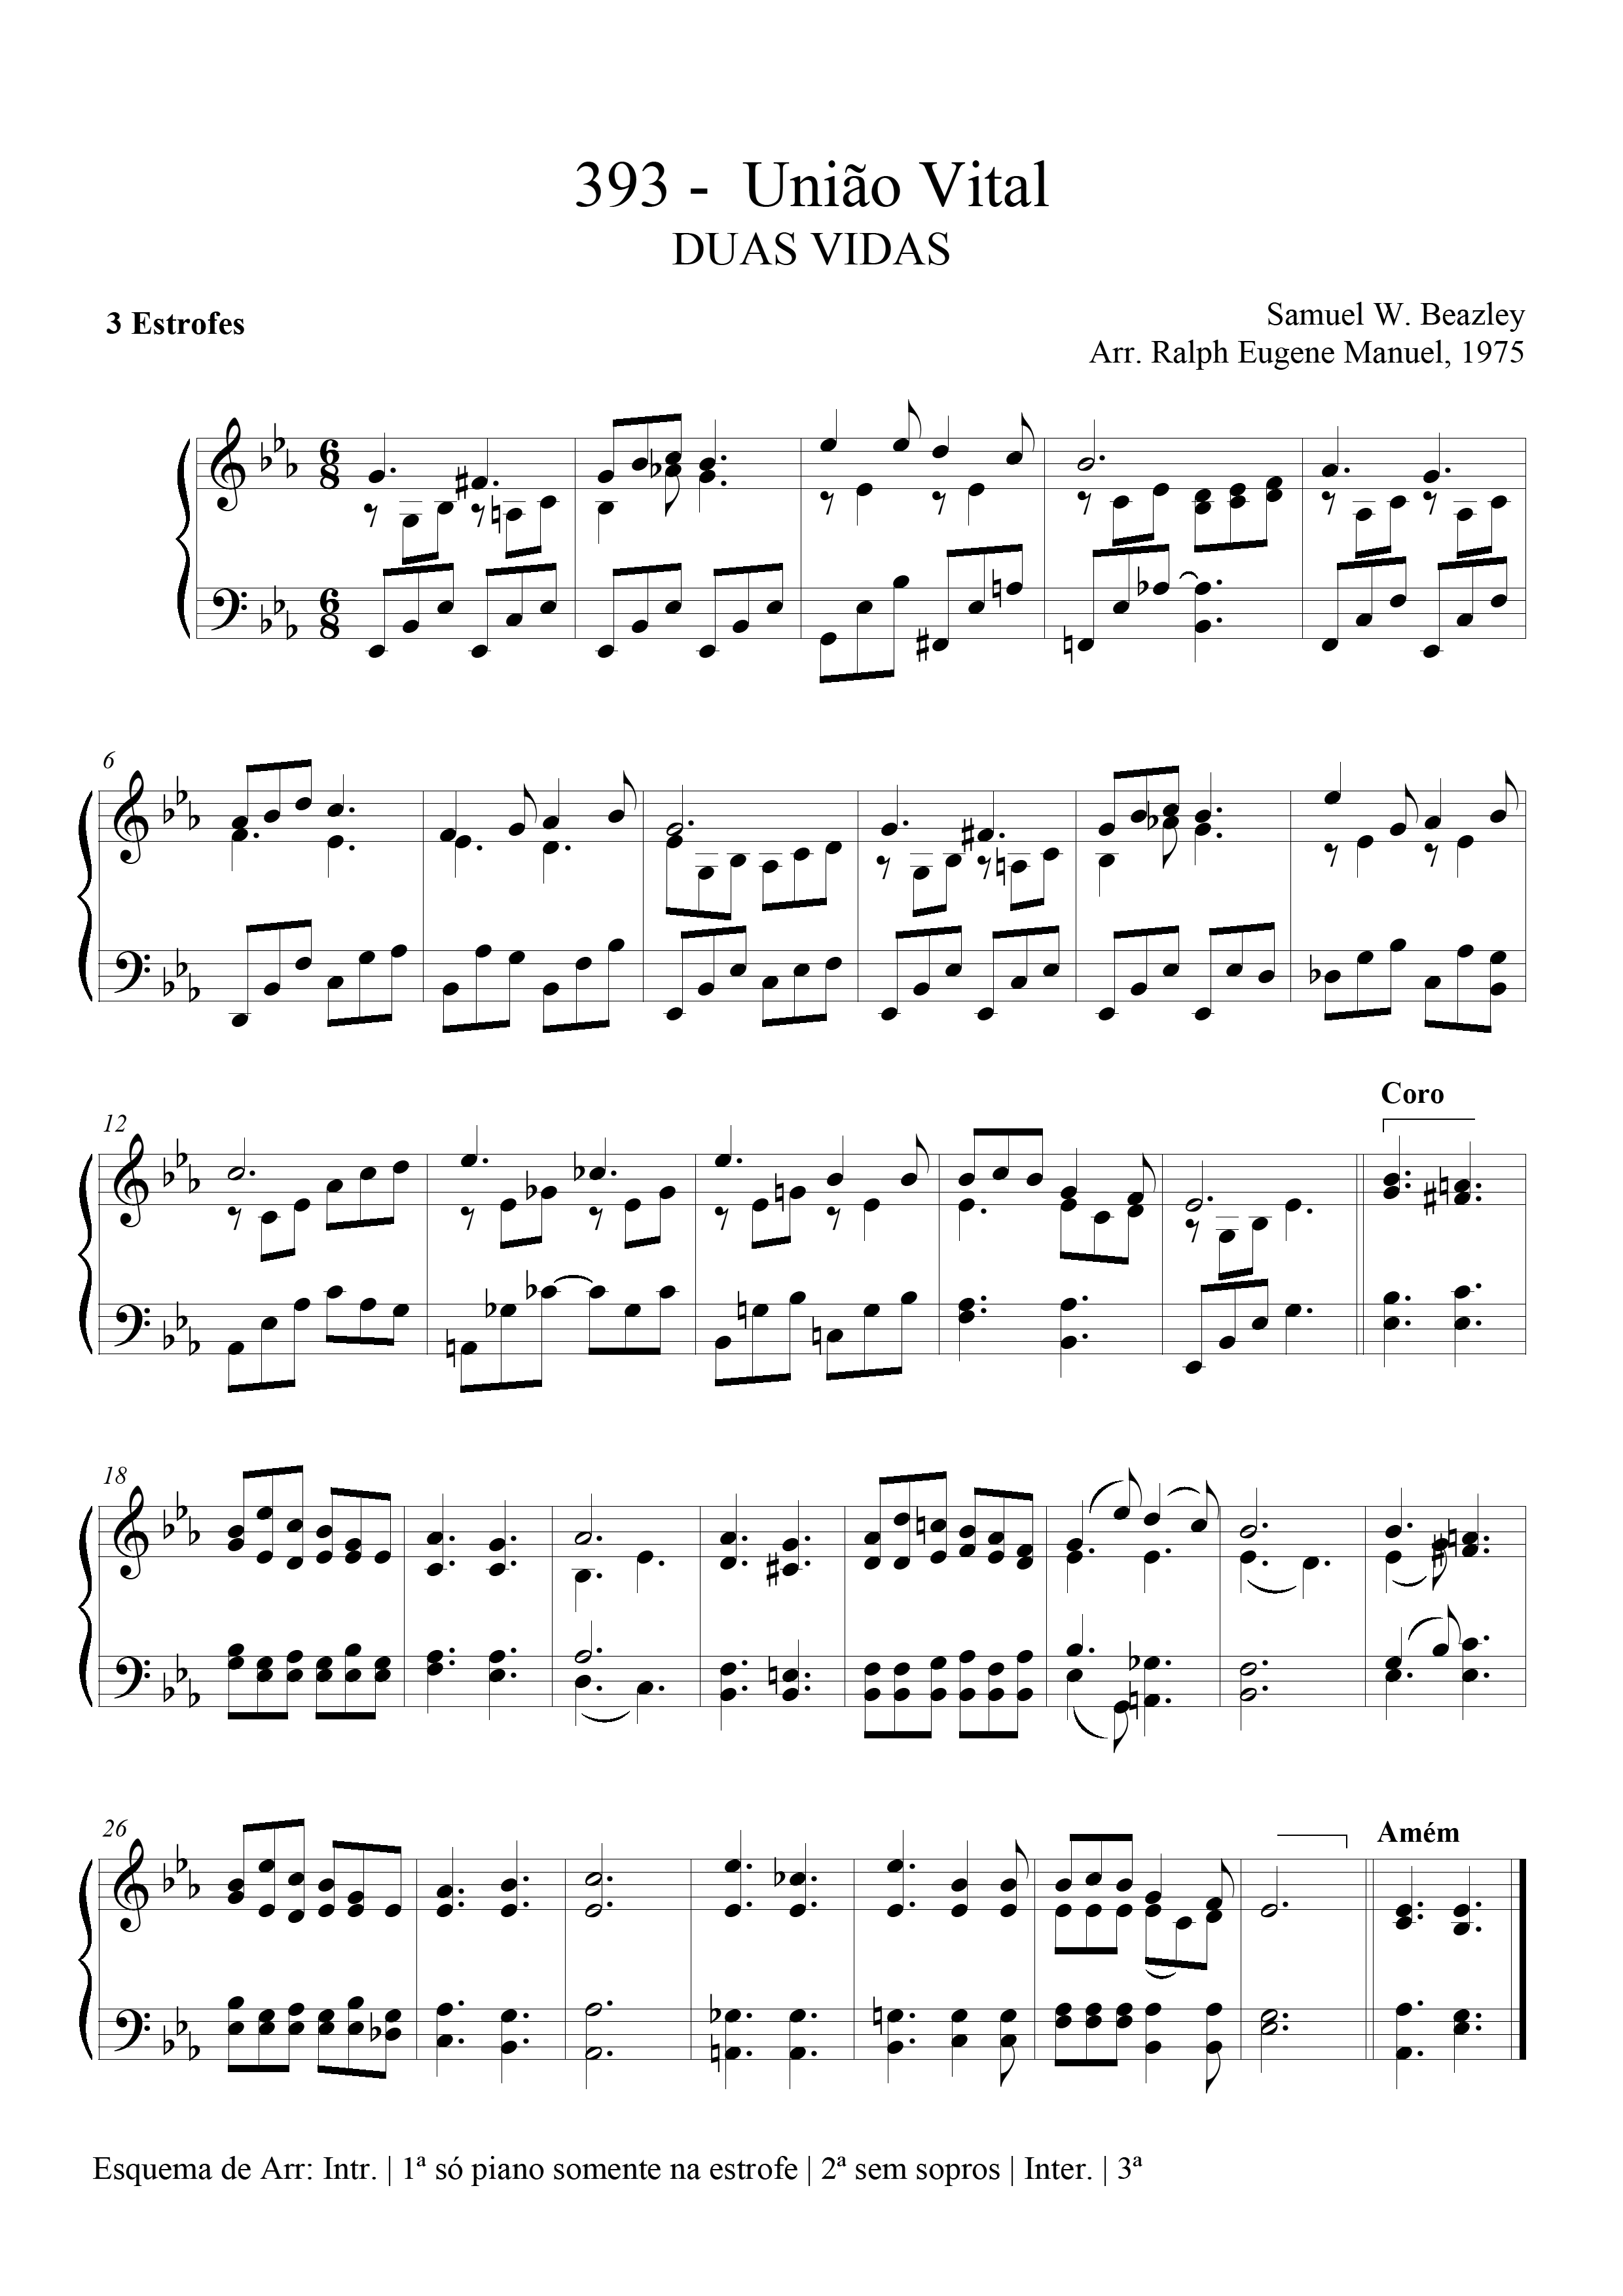 393 - União Vital
DUAS VIDAS
3 Estrofes
Samuel W. Beazley
Arr. Ralph Eugene Manuel, 1975
6
8
6
8
6
12
Coro
18
26
Amém
Esquema de Arr: Intr. | 1ª só piano somente na estrofe | 2ª sem sopros | Inter. | 3ª